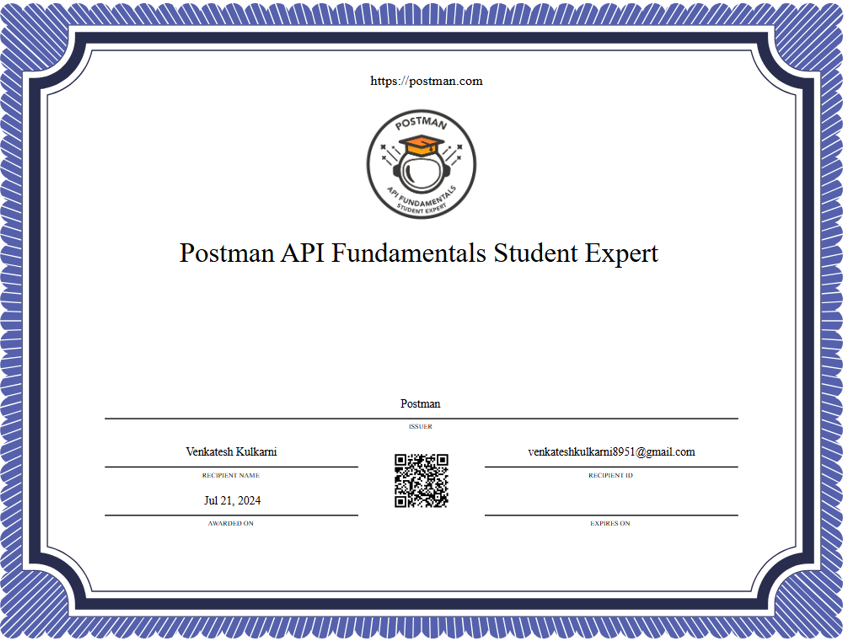 https://postman.com
POSTMAN
API FUNDAMENTALS
STUDENT EXPERT
Postman API Fundamentals Student Expert
Postman
ISSUER
Venkatesh Kulkarni
venkateshkulkarni8951@gmail.com
RECIPIENT NAME
RECIPIENT ID
Jul 21, 2024
AWARDED ON
EXPIRES ON